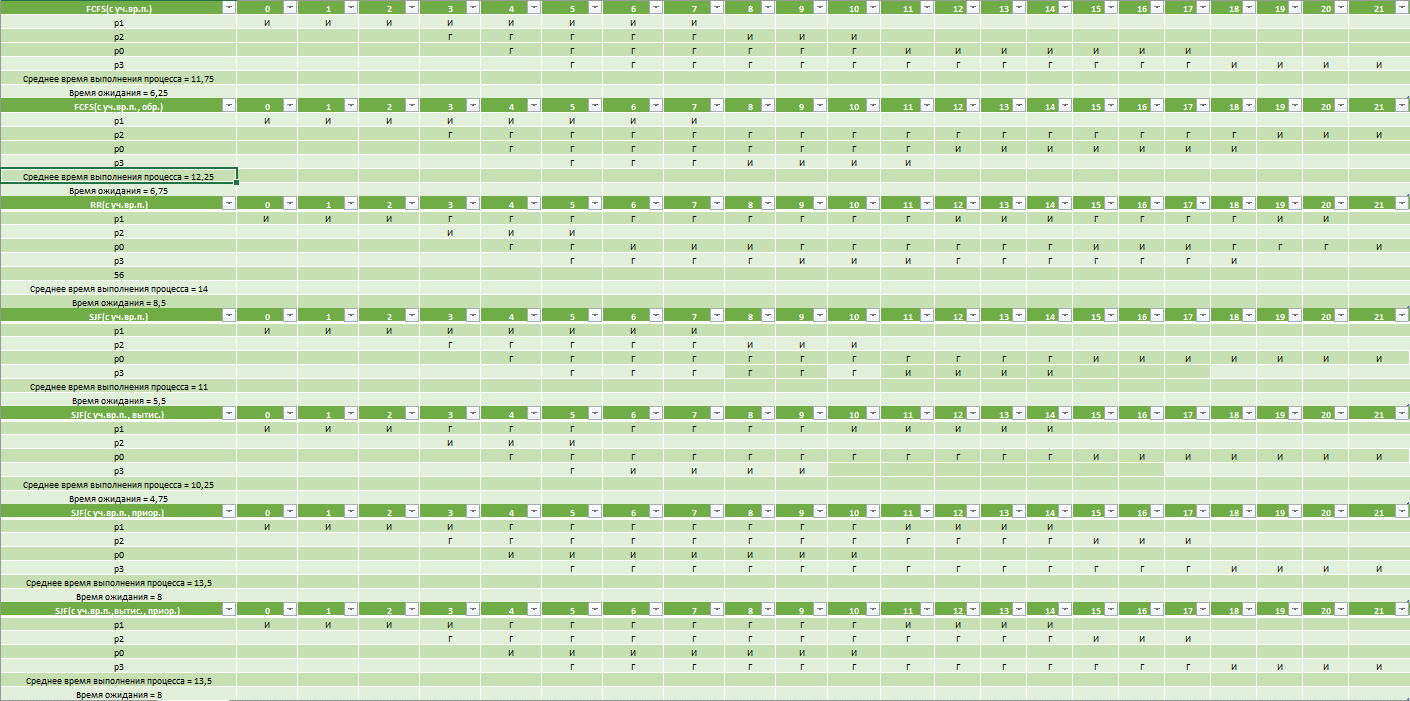 FCFS(с уч.вр.п.) 0 1 2 3 4 5 6 7 8 9 10 11 12 13 14 15 16 17 18 19 20 21
p1 И И И И И И И И
p2 Г Г Г Г Г И И И
p0 Г Г Г Г Г Г Г И И И И И И И
p3 Г Г Г Г Г Г Г Г Г Г Г Г Г И И И И
Среднее время выполнения процесса = 11,75
Время ожидания = 6,25
FCFS(с уч.вр.п., обр.) 0 1 2 3 4 5 6 7 8 9 10 11 12 13 14 15 16 17 18 19 20 21
p1 И И И И И И И И
p2 Г Г Г Г Г Г Г Г Г Г Г Г Г Г Г Г И И И
p0 Г Г Г Г Г Г Г Г И И И И И И И
p3 Г Г Г И И И И
Среднее время выполнения процесса = 12,25
Время ожидания = 6,75
RR(с уч.вр.п.) 0 1 2 3 4 5 6 7 8 9 10 11 12 13 14 15 16 17 18 19 20 21
p1 И И И Г Г Г Г Г Г Г Г Г И И И Г Г Г Г И И
p2 И И И
p0 Г Г И И И Г Г Г Г Г Г И И И Г Г Г И
p3 Г Г Г Г И И И Г Г Г Г Г Г И
56
Среднее время выполнения процесса = 14
Время ожидания = 8,5
SJF(с уч.вр.п.) 0 1 2 3 4 5 6 7 8 9 10 11 12 13 14 15 16 17 18 19 20 21
p1 И И И И И И И И
p2 Г Г Г Г Г И И И
p0 Г Г Г Г Г Г Г Г Г Г Г И И И И И И И
p3 Г Г Г Г Г Г И И И И
Среднее время выполнения процесса = 11
Время ожидания = 5,5
SJF(с уч.вр.п., вытис.) 0 1 2 3 4 5 6 7 8 9 10 11 12 13 14 15 16 17 18 19 20 21
p1 И И И Г Г Г Г Г Г Г И И И И И
p2 И И И
p0 Г Г Г Г Г Г Г Г Г Г Г И И И И И И И
p3 Г И И И И
Среднее время выполнения процесса = 10,25
Время ожидания = 4,75
SJF(с уч.вр.п., приор.) 0 1 2 3 4 5 6 7 8 9 10 11 12 13 14 15 16 17 18 19 20 21
p1 И И И И Г Г Г Г Г Г Г И И И И
p2 Г Г Г Г Г Г Г Г Г Г Г Г И И И
p0 И И И И И И И
p3 Г Г Г Г Г Г Г Г Г Г Г Г Г И И И И
Среднее время выполнения процесса = 13,5
Время ожидания = 8
SJF(с уч.вр.п.,вытис., приор.) 0 1 2 3 4 5 6 7 8 9 10 11 12 13 14 15 16 17 18 19 20 21
p1 И И И И Г Г Г Г Г Г Г И И И И
p2 Г Г Г Г Г Г Г Г Г Г Г Г И И И
p0 И И И И И И И
p3 Г Г Г Г Г Г Г Г Г Г Г Г Г И И И И
Среднее время выполнения процесса = 13,5
Время ожидания = 8